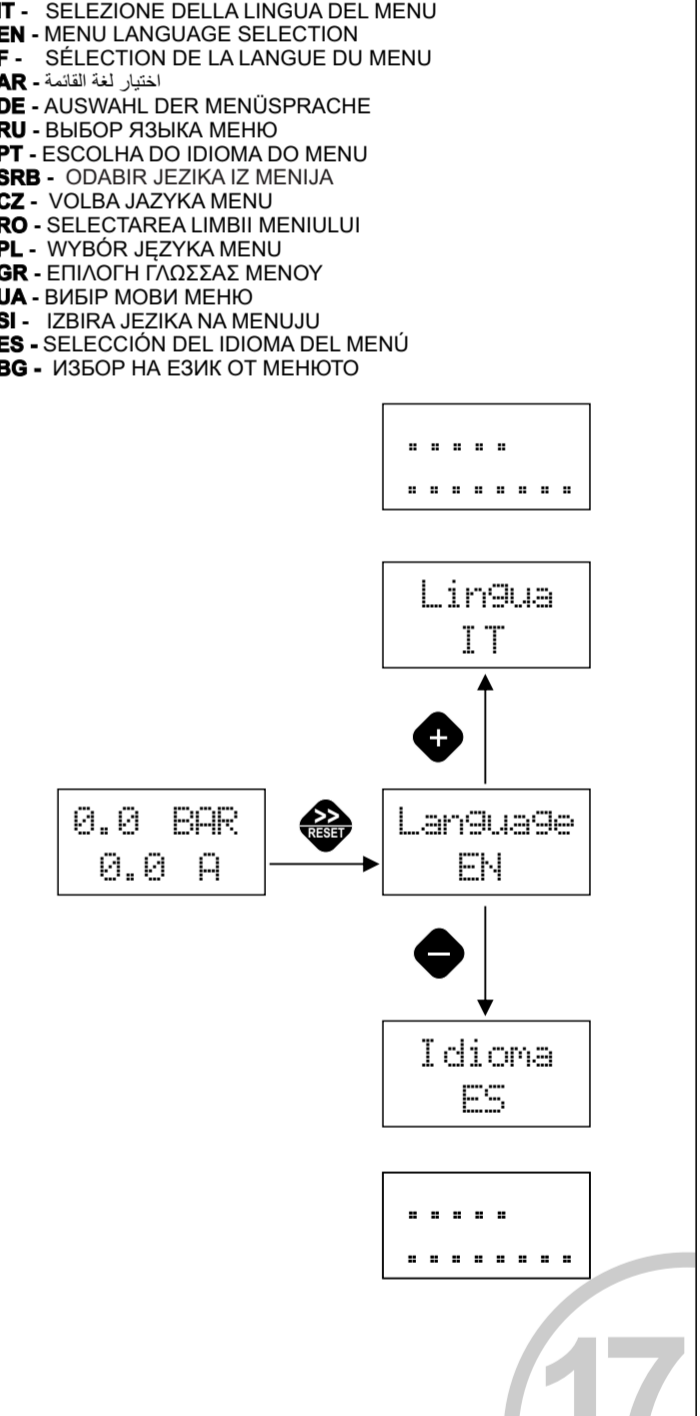 IT - SELEZIONE DELLA LINGUA DEL MENU
EN - MENU LANGUAGE SELECTION
F - SÉLECTION DE LA LANGUE DU MENU
AR - اختيار لغة القائمة
DE - AUSWAHL DER MENÜSPRACHE
RU - ВЫБОР ЯЗЫКА МЕНЮ
PT - ESCOLHA DO IDIOMA DO MENU
SRB - ODABIR JEZIKA IZ MENIJA
CZ - VOLBA JAZYKA MENU
RO - SELECTAREA LIMBII MENIULUI
PL - WYBÓR JĘZYKA MENU
GR - ΕΠΙΛΟΓΗ ΓΛΩΣΣΑΣ ΜΕΝΟΥ
UA - ВИБІР МОВИ МЕНЮ
SI - IZBIRA JEZIKA NA MENUJU
ES - SELECCIÓN DEL IDIOMA DEL MENÚ
BG - ИЗБОР НА ЕЗИК ОТ МЕНЮТО
.....
........
Lingua
IT
+
0.0 BAR
0.0 A
>>
RESET
Language
EN
-
Idioma
ES
.....
........
17